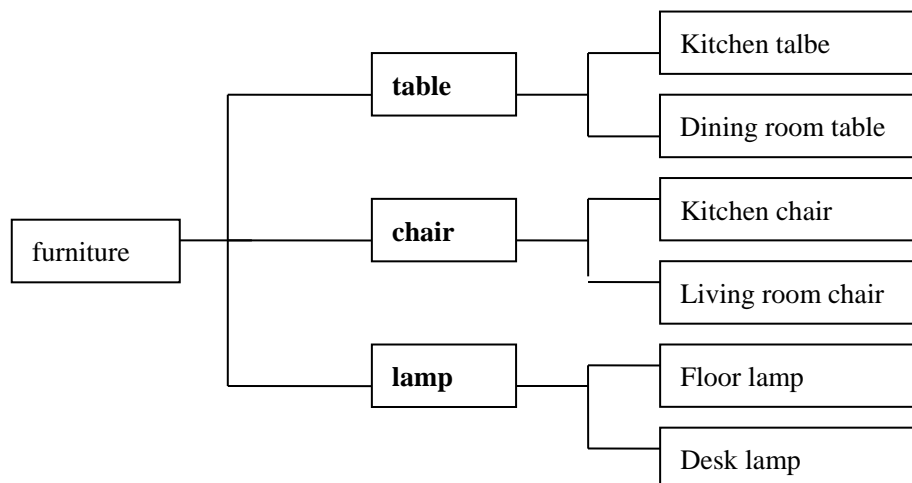 furniture
table
Kitchen talbe
Dining room table
chair
Kitchen chair
Living room chair
lamp
Floor lamp
Desk lamp